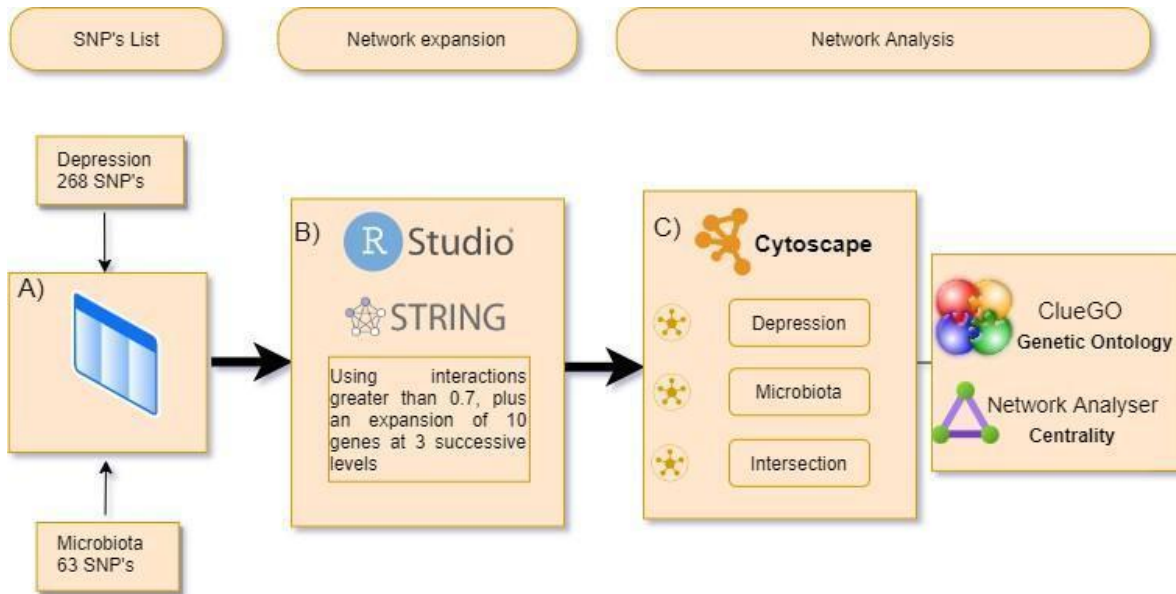 SNP's List
Network expansion
Network Analysis
Depression
268 SNP's
A)
Microbiota
63 SNP's
B)
R Studio
STRING
Using interactions
greater than 0.7, plus
an expansion of 10
genes at 3 successive
levels
C)
Cytoscape
Depression
Microbiota
Intersection
ClueGO
Genetic Ontology
Network Analyser
Centrality